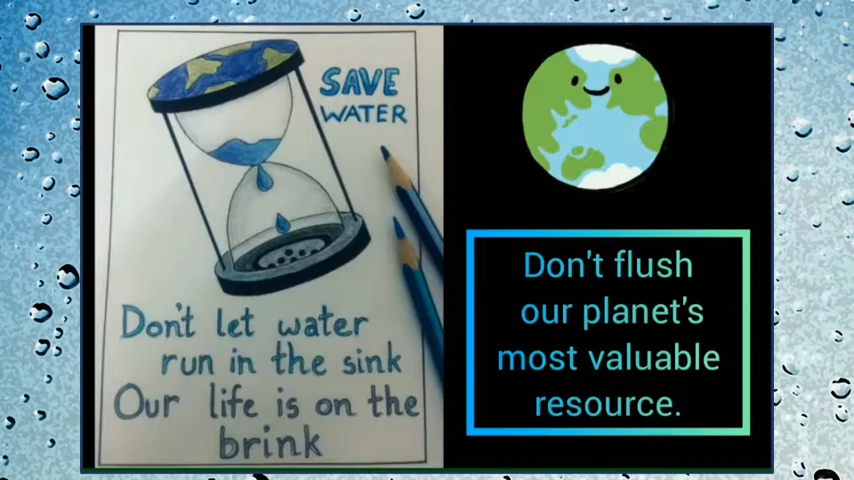 SAVE
WATER
Don't let water
run in the sink
Our life is on the
brink
Don't flush
our planet's
most valuable
resource.